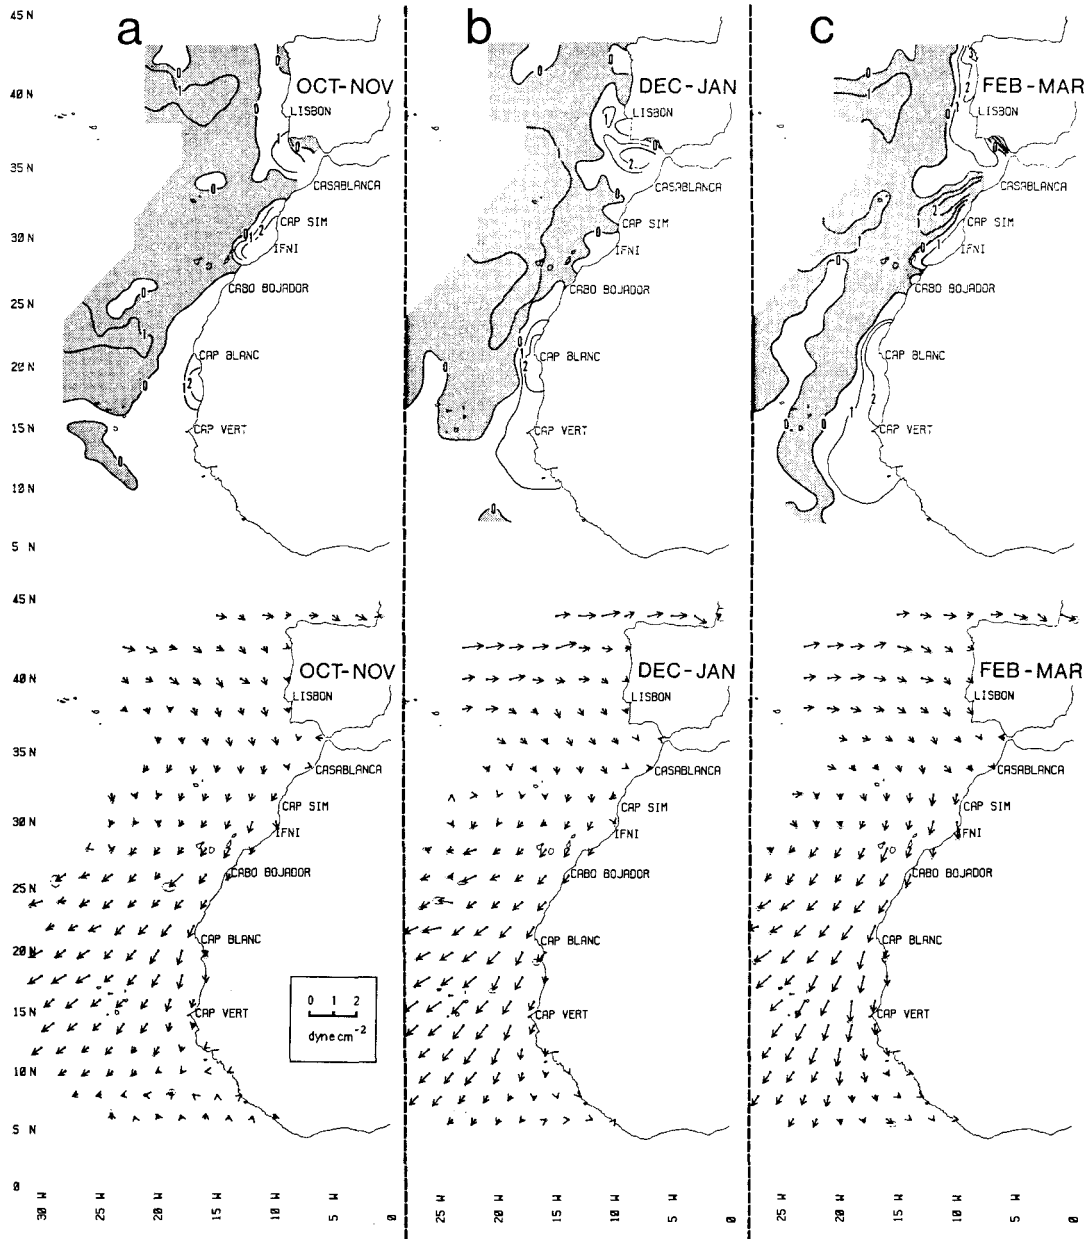 a
b
c
45 N
40 N
35 N
30 N
25 N
20 N
15 N
10 N
5 N
OCT-NOV
LISBON
CASABLANCA
CAP SIM
IFNI
CABO BOJADOR
CAP BLANC
CAP VERT
DEC-JAN
LISBON
CASABLANCA
CAP SIM
IFNI
CABO BOJADOR
CAP BLANC
CAP VERT
FEB-MAR
LISBON
CASABLANCA
CAP SIM
IFNI
CABO BOJADOR
CAP BLANC
CAP VERT
45 N
40 N
35 N
30 N
25 N
20 N
15 N
10 N
5 N
0
OCT-NOV
LISBON
CASABLANCA
CAP SIM
IFNI
CABO BOJADOR
CAP BLANC
CAP VERT
0 1 2
dyne cm⁻²
DEC-JAN
LISBON
CASABLANCA
CAP SIM
IFNI
CABO BOJADOR
CAP BLANC
CAP VERT
FEB-MAR
LISBON
CASABLANCA
CAP SIM
IFNI
CABO BOJADOR
CAP BLANC
CAP VERT
30 W
25 W
20 W
15 W
10 W
5 W
0
25 W
20 W
15 W
10 W
5 W
0
25 W
20 W
15 W
10 W
5 W
0